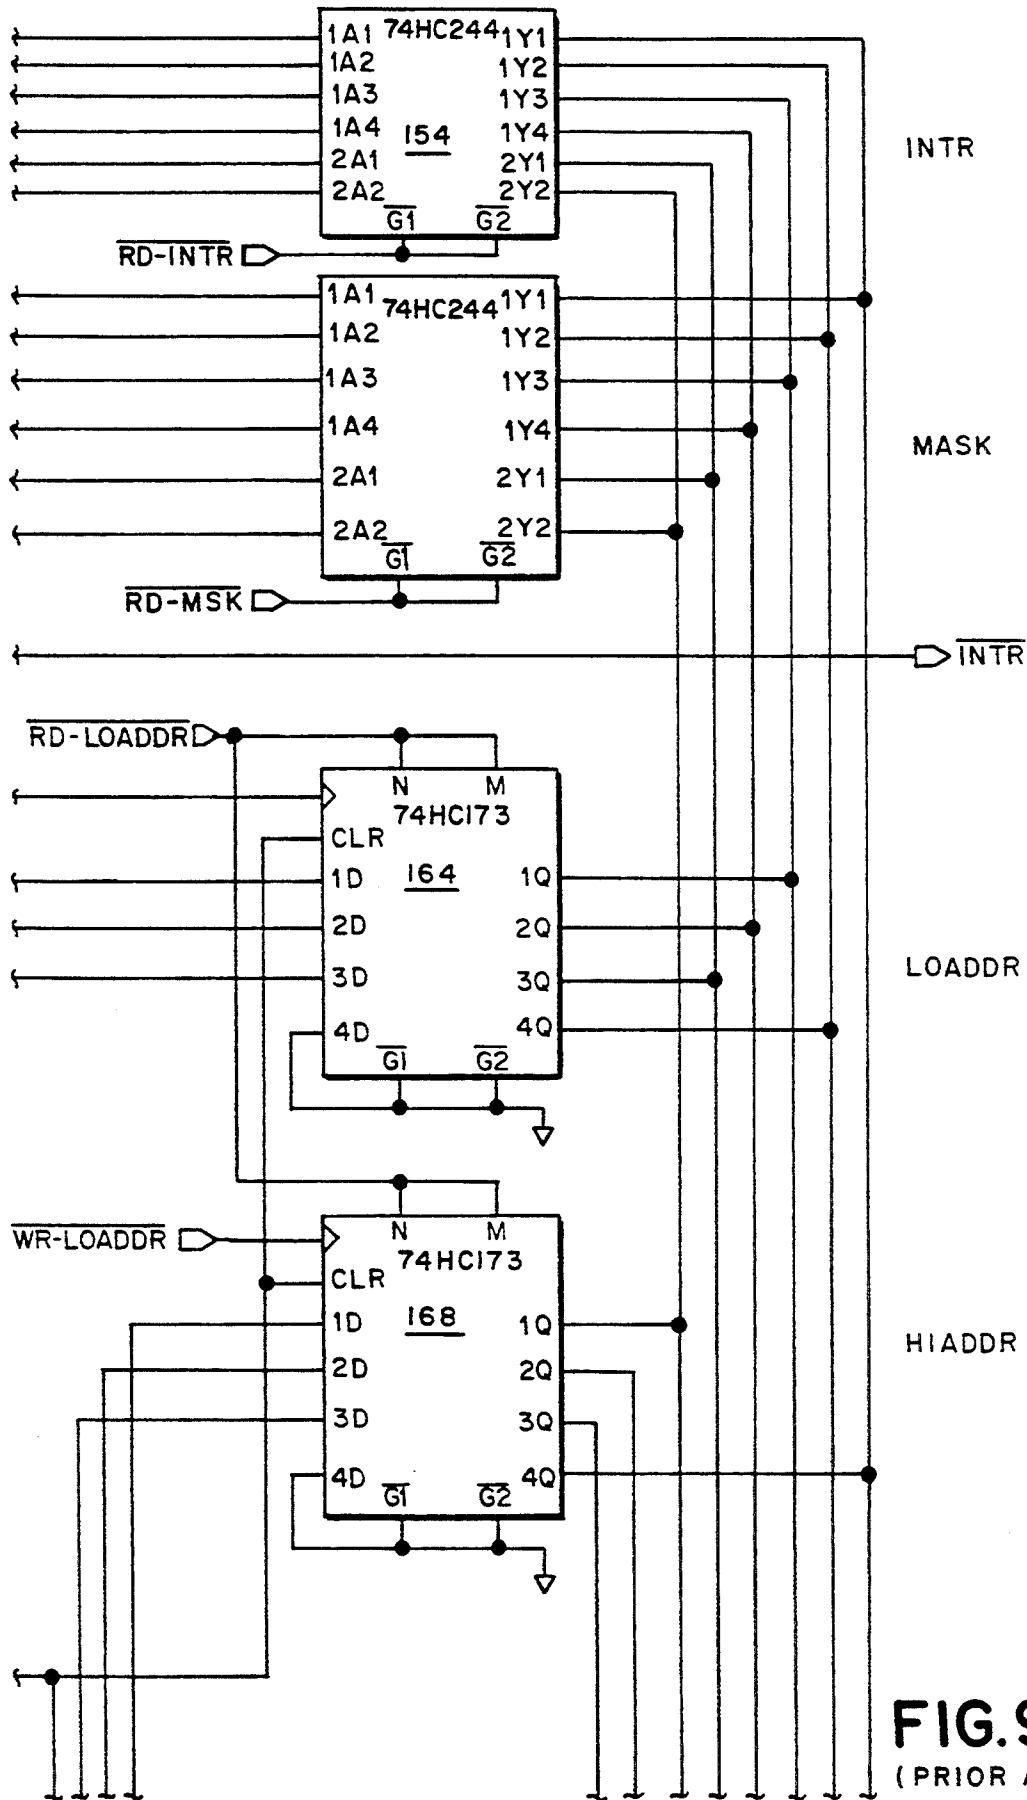 1A1 74HC244 1Y1
1A2 1Y2
1A3 1Y3
1A4 154 1Y4
2A1 2Y1
2A2 2Y2
G1 G2
INTR
RD-INTR
1A1 74HC244 1Y1
1A2 1Y2
1A3 1Y3
1A4 1Y4
2A1 2Y1
2A2 2Y2
G1 G2
MASK
RD-MSK
INTR
RD-LOADDR
N M
74HC173
CLR
1D 164 1Q
2D 2Q
3D 3Q
4D 4Q
G1 G2
LOADDR
N M
WR-LOADDR
74HC173
CLR
1D 168 1Q
2D 2Q
3D 3Q
4D 4Q
G1 G2
HIADDR
FIG.9
(PRIOR A